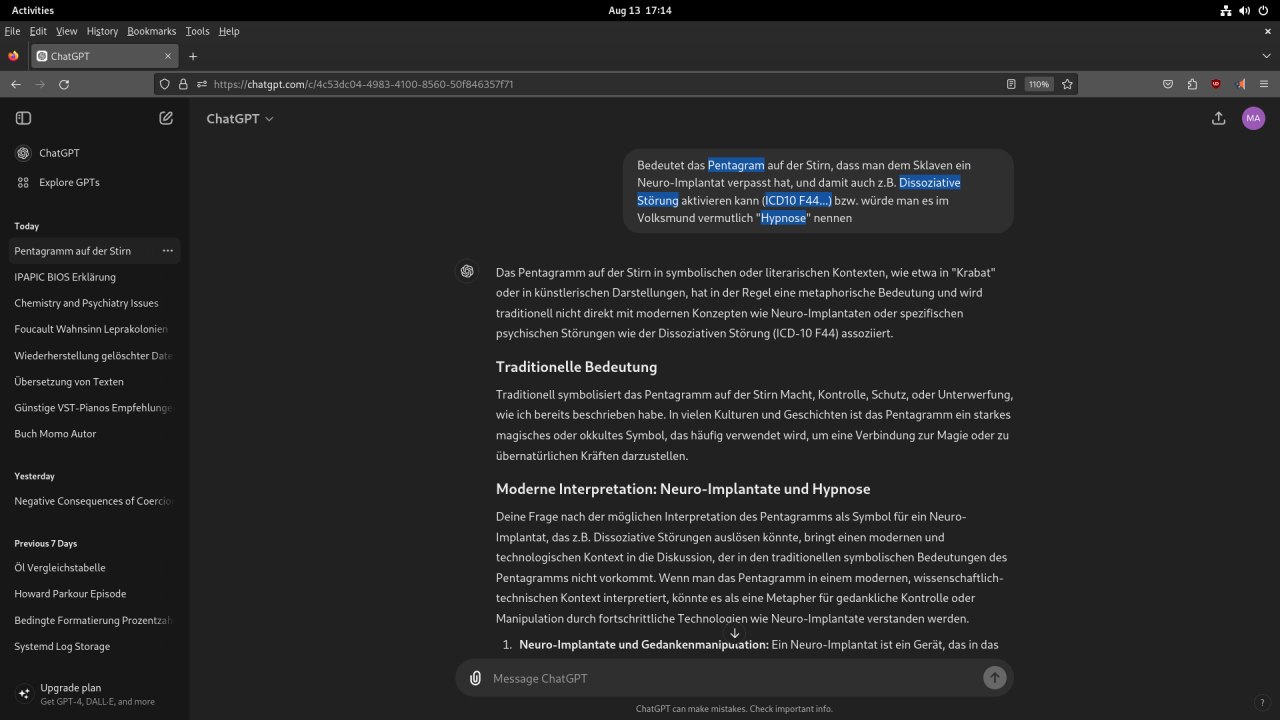 Activities
Aug 13 17:14
File Edit View History Bookmarks Tools Help
ChatGPT
https://chatgpt.com/c/4c53dc04-4983-4100-8560-50f846357f71
110%
ChatGPT
MA
ChatGPT
Explore GPTs
Today
Pentagramm auf der Stirn
IPAPIC BIOS Erklärung
Chemistry and Psychiatry Issues
Foucault Wahnsinn Leprakolonien
Wiederherstellung gelöschter Date
Übersetzung von Texten
Günstige VST-Pianos Empfehlunge
Buch Momo Autor
Yesterday
Negative Consequences of Coercio
Previous 7 Days
Öl Vergleichstabelle
Howard Parkour Episode
Bedingte Formatierung Prozentzah
Systemd Log Storage
Upgrade plan
Get GPT-4, DALL·E, and more
Bedeutet das Pentagram auf der Stirn, dass man dem Sklaven ein
Neuro-Implantat verpasst hat, und damit auch z.B. Dissoziative
Störung aktivieren kann (ICD10 F44...) bzw. würde man es im
Volksmund vermutlich "Hypnose" nennen
Das Pentagramm auf der Stirn in symbolischen oder literarischen Kontexten, wie etwa in "Krabat"
oder in künstlerischen Darstellungen, hat in der Regel eine metaphorische Bedeutung und wird
traditionell nicht direkt mit modernen Konzepten wie Neuro-Implantaten oder spezifischen
psychischen Störungen wie der Dissoziativen Störung (ICD-10 F44) assoziiert.
Traditionelle Bedeutung
Traditionell symbolisiert das Pentagramm auf der Stirn Macht, Kontrolle, Schutz, oder Unterwerfung,
wie ich bereits beschrieben habe. In vielen Kulturen und Geschichten ist das Pentagramm ein starkes
magisches oder okkultes Symbol, das häufig verwendet wird, um eine Verbindung zur Magie oder zu
übernatürlichen Kräften darzustellen.
Moderne Interpretation: Neuro-Implantate und Hypnose
Deine Frage nach der möglichen Interpretation des Pentagramms als Symbol für ein Neuro-
Implantat, das z.B. Dissoziative Störungen auslösen könnte, bringt einen modernen und
technologischen Kontext in die Diskussion, der in den traditionellen symbolischen Bedeutungen des
Pentagramms nicht vorkommt. Wenn man das Pentagramm in einem modernen, wissenschaftlich-
technischen Kontext interpretiert, könnte es als eine Metapher für gedankliche Kontrolle oder
Manipulation durch fortschrittliche Technologien wie Neuro-Implantate verstanden werden.
1. Neuro-Implantate und Gedankenmanipulation: Ein Neuro-Implantat ist ein Gerät, das in das
Message ChatGPT
ChatGPT can make mistakes. Check important info.
?